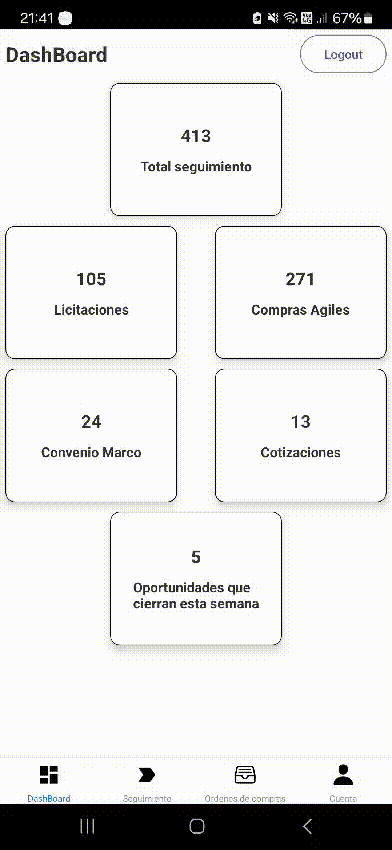 21:41
67%
DashBoard
Logout
413
Total seguimiento
105
Licitaciones
271
Compras Agiles
24
Convenio Marco
13
Cotizaciones
5
Oportunidades que
cierran esta semana
DashBoard
Seguimiento
Ordenes de compras
Cuenta